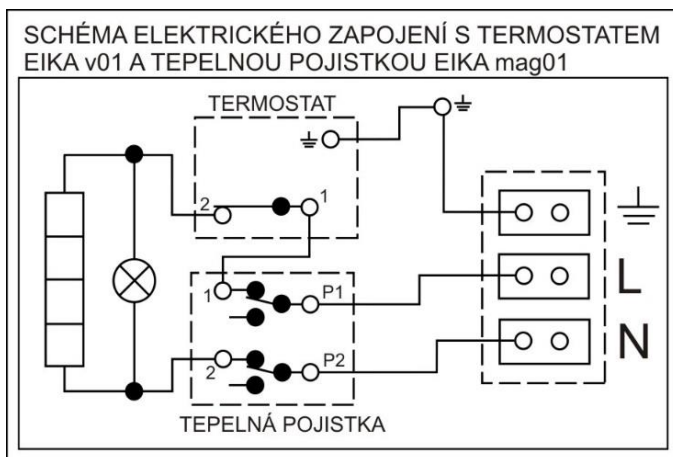 SCHÉMA ELEKTRICKÉHO ZAPOJENÍ S TERMOSTATEM
EIKA v01 A TEPELNOU POJISTKOU EIKA mag01
TERMOSTAT
2
1
1
P1
L
2
P2
N
TEPELNÁ POJISTKA